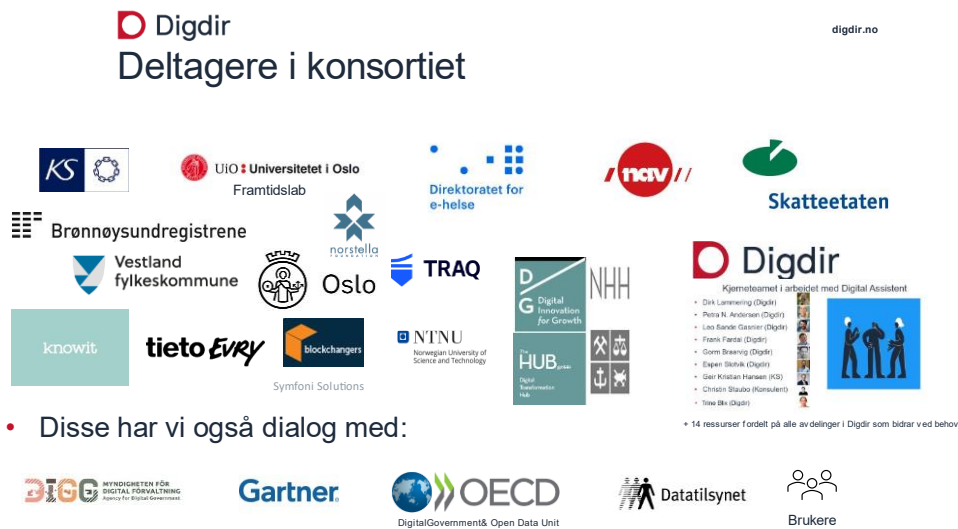 Digdir
digdir.no
Deltagere i konsortiet
KS
UiO : Universitetet i Oslo
Framtidslab
Direktoratet for
e-helse
nav
Skatteetaten
Brønnøysundregistrene
norstella
FOUNDATION
Vestland
fylkeskommune
Oslo
TRAQ
D/G Digital
Innovation
for Growth
NHH
Digdir
Kjerneteamet i arbeidet med Digital Assistent
• Dirk Lammering (Digdir)
• Petra N. Andersen (Digdir)
• Leo Sande Gasnier (Digdir)
• Frank Fardal (Digdir)
• Gorm Braarvig (Digdir)
• Espen Slotvik (Digdir)
• Geir Kristian Hansen (KS)
• Christin Staubo (Konsulent)
• Trine Blix (Digdir)
+ 14 ressurser fordelt på alle avdelinger i Digdir som bidrar ved behov
knowit
tieto Evry
blockchangers
Symfoni Solutions
NTNU
Norwegian University of
Science and Technology
The
HUB
Digital
Transformation
Hub
• Disse har vi også dialog med:
DIGG MYNDIGHETEN FÖR
DIGITAL FÖRVALTNING
Agency for Digital Government
Gartner
OECD
DigitalGovernment& Open Data Unit
Datatilsynet
Brukere